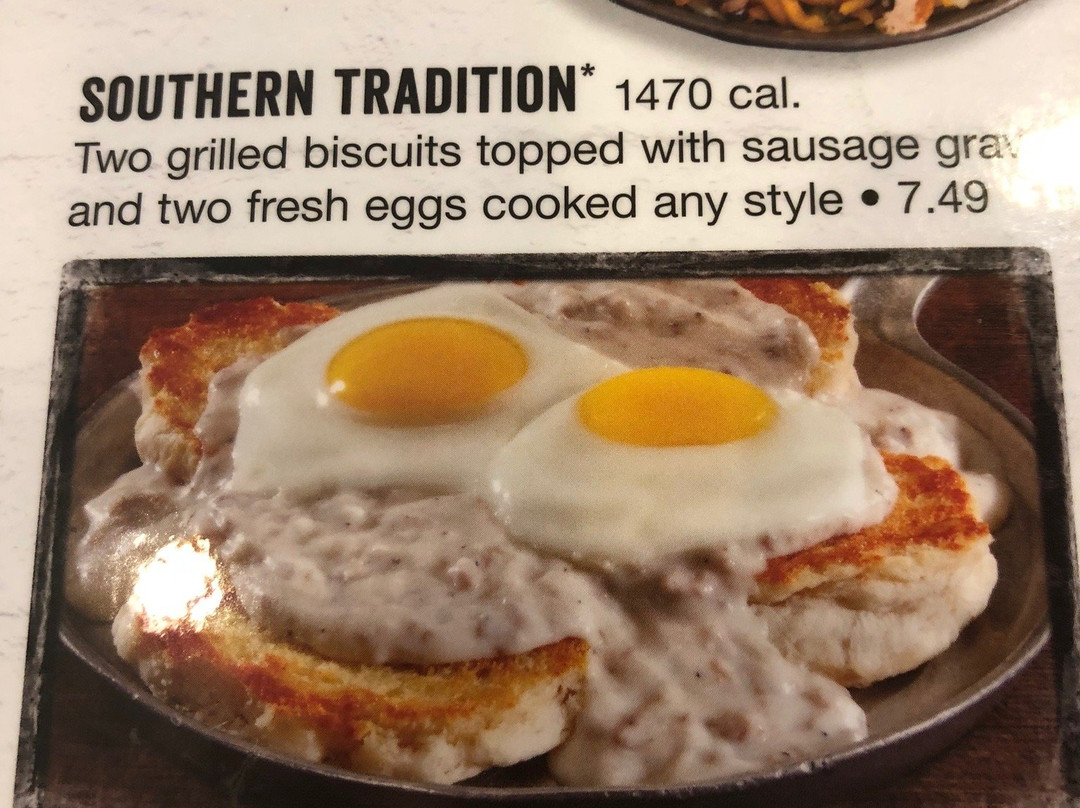 SOUTHERN TRADITION* 1470 cal.
Two grilled biscuits topped with sausage
and two fresh eggs cooked any style • 7.49